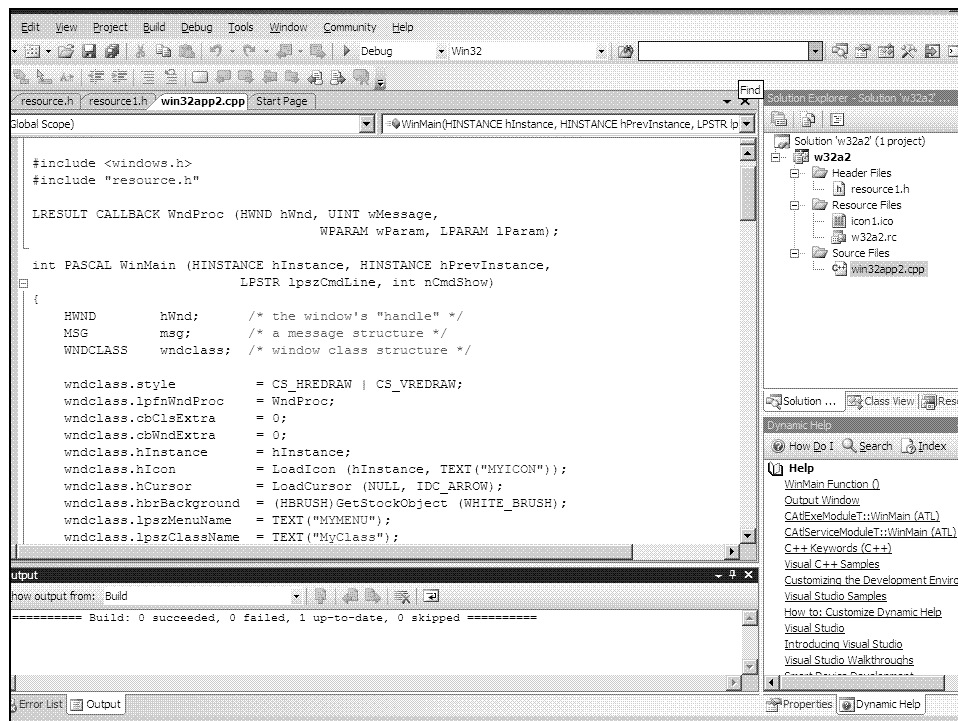 Edit View Project Build Debug Tools Window Community Help
Debug Win32
Find
resource.h resource1.h win32app2.cpp Start Page
Global Scope) WinMain(HINSTANCE hInstance, HINSTANCE hPrevInstance, LPSTR lp
#include <windows.h>
#include "resource.h"
LRESULT CALLBACK WndProc (HWND hWnd, UINT wMessage,
WPARAM wParam, LPARAM lParam);
int PASCAL WinMain (HINSTANCE hInstance, HINSTANCE hPrevInstance,
LPSTR lpszCmdLine, int nCmdShow)
{
HWND hWnd; /* the window's "handle" */
MSG msg; /* a message structure */
WNDCLASS wndclass; /* window class structure */
wndclass.style = CS_HREDRAW | CS_VREDRAW;
wndclass.lpfnWndProc = WndProc;
wndclass.cbClsExtra = 0;
wndclass.cbWndExtra = 0;
wndclass.hInstance = hInstance;
wndclass.hIcon = LoadIcon (hInstance, TEXT("MYICON"));
wndclass.hCursor = LoadCursor (NULL, IDC_ARROW);
wndclass.hbrBackground = (HBRUSH)GetStockObject (WHITE_BRUSH);
wndclass.lpszMenuName = TEXT("MYMENU");
wndclass.lpszClassName = TEXT("MyClass");
utput
how output from: Build
========== Build: 0 succeeded, 0 failed, 1 up-to-date, 0 skipped ==========
Error List Output
Solution Explorer - Solution 'w32a2' ...
Solution 'w32a2' (1 project)
w32a2
Header Files
resource1.h
Resource Files
icon1.ico
w32a2.rc
Source Files
win32app2.cpp
Solution ... Class View Reso
Dynamic Help
How Do I Search Index
Help
WinMain Function ()
Output Window
CAtlExeModuleT::WinMain (ATL)
CAtlServiceModuleT::WinMain (ATL)
C++ Keywords (C++)
Visual C++ Samples
Customizing the Development Enviro
Visual Studio Samples
How to: Customize Dynamic Help
Visual Studio
Introducing Visual Studio
Visual Studio Walkthroughs
Smart Device Development
Properties Dynamic Help